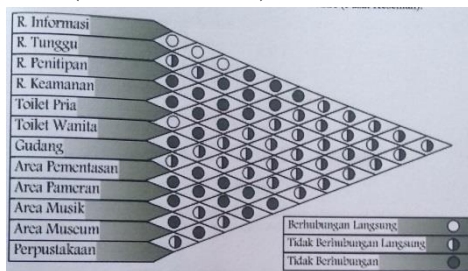 R. Informasi
R. Tunggu
R. Penitipan
R. Keamanan
Toilet Pria
Toilet Wanita
Gudang
Area Pementasan
Area Pameran
Area Musik
Area Museum
Perpustakaan
Berhubungan Langsung
Tidak Berhubungan Langsung
Tidak Berhubungan